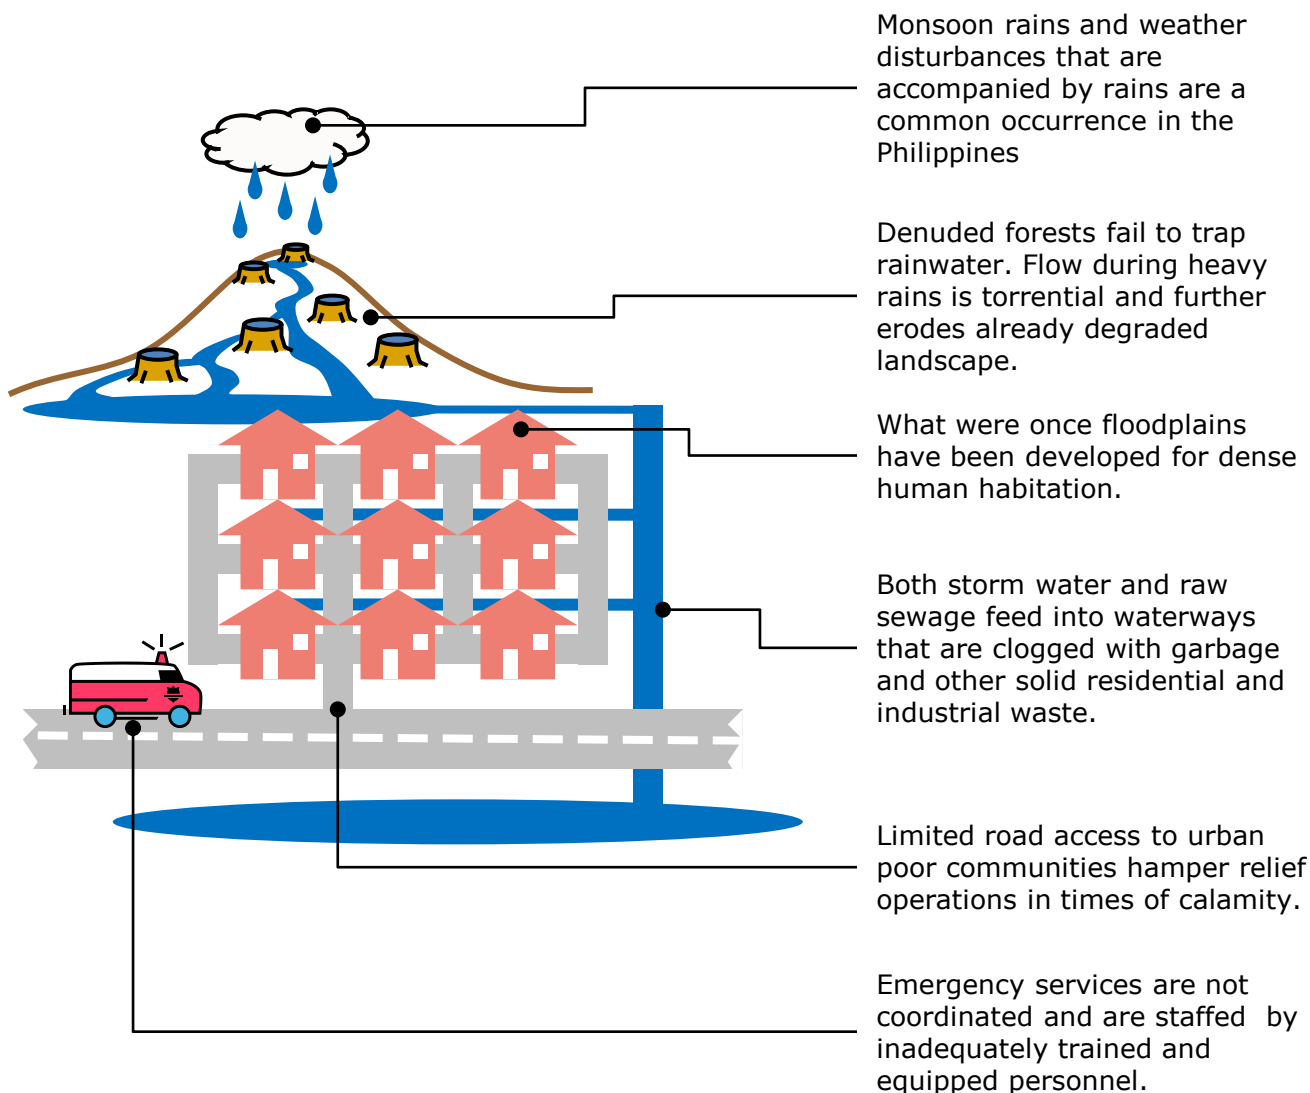 Monsoon rains and weather
disturbances that are
accompanied by rains are a
common occurrence in the
Philippines
Denuded forests fail to trap
rainwater. Flow during heavy
rains is torrential and further
erodes already degraded
landscape.
What were once floodplains
have been developed for dense
human habitation.
Both storm water and raw
sewage feed into waterways
that are clogged with garbage
and other solid residential and
industrial waste.
Limited road access to urban
poor communities hamper relief
operations in times of calamity.
Emergency services are not
coordinated and are staffed  by
inadequately trained and
equipped personnel.